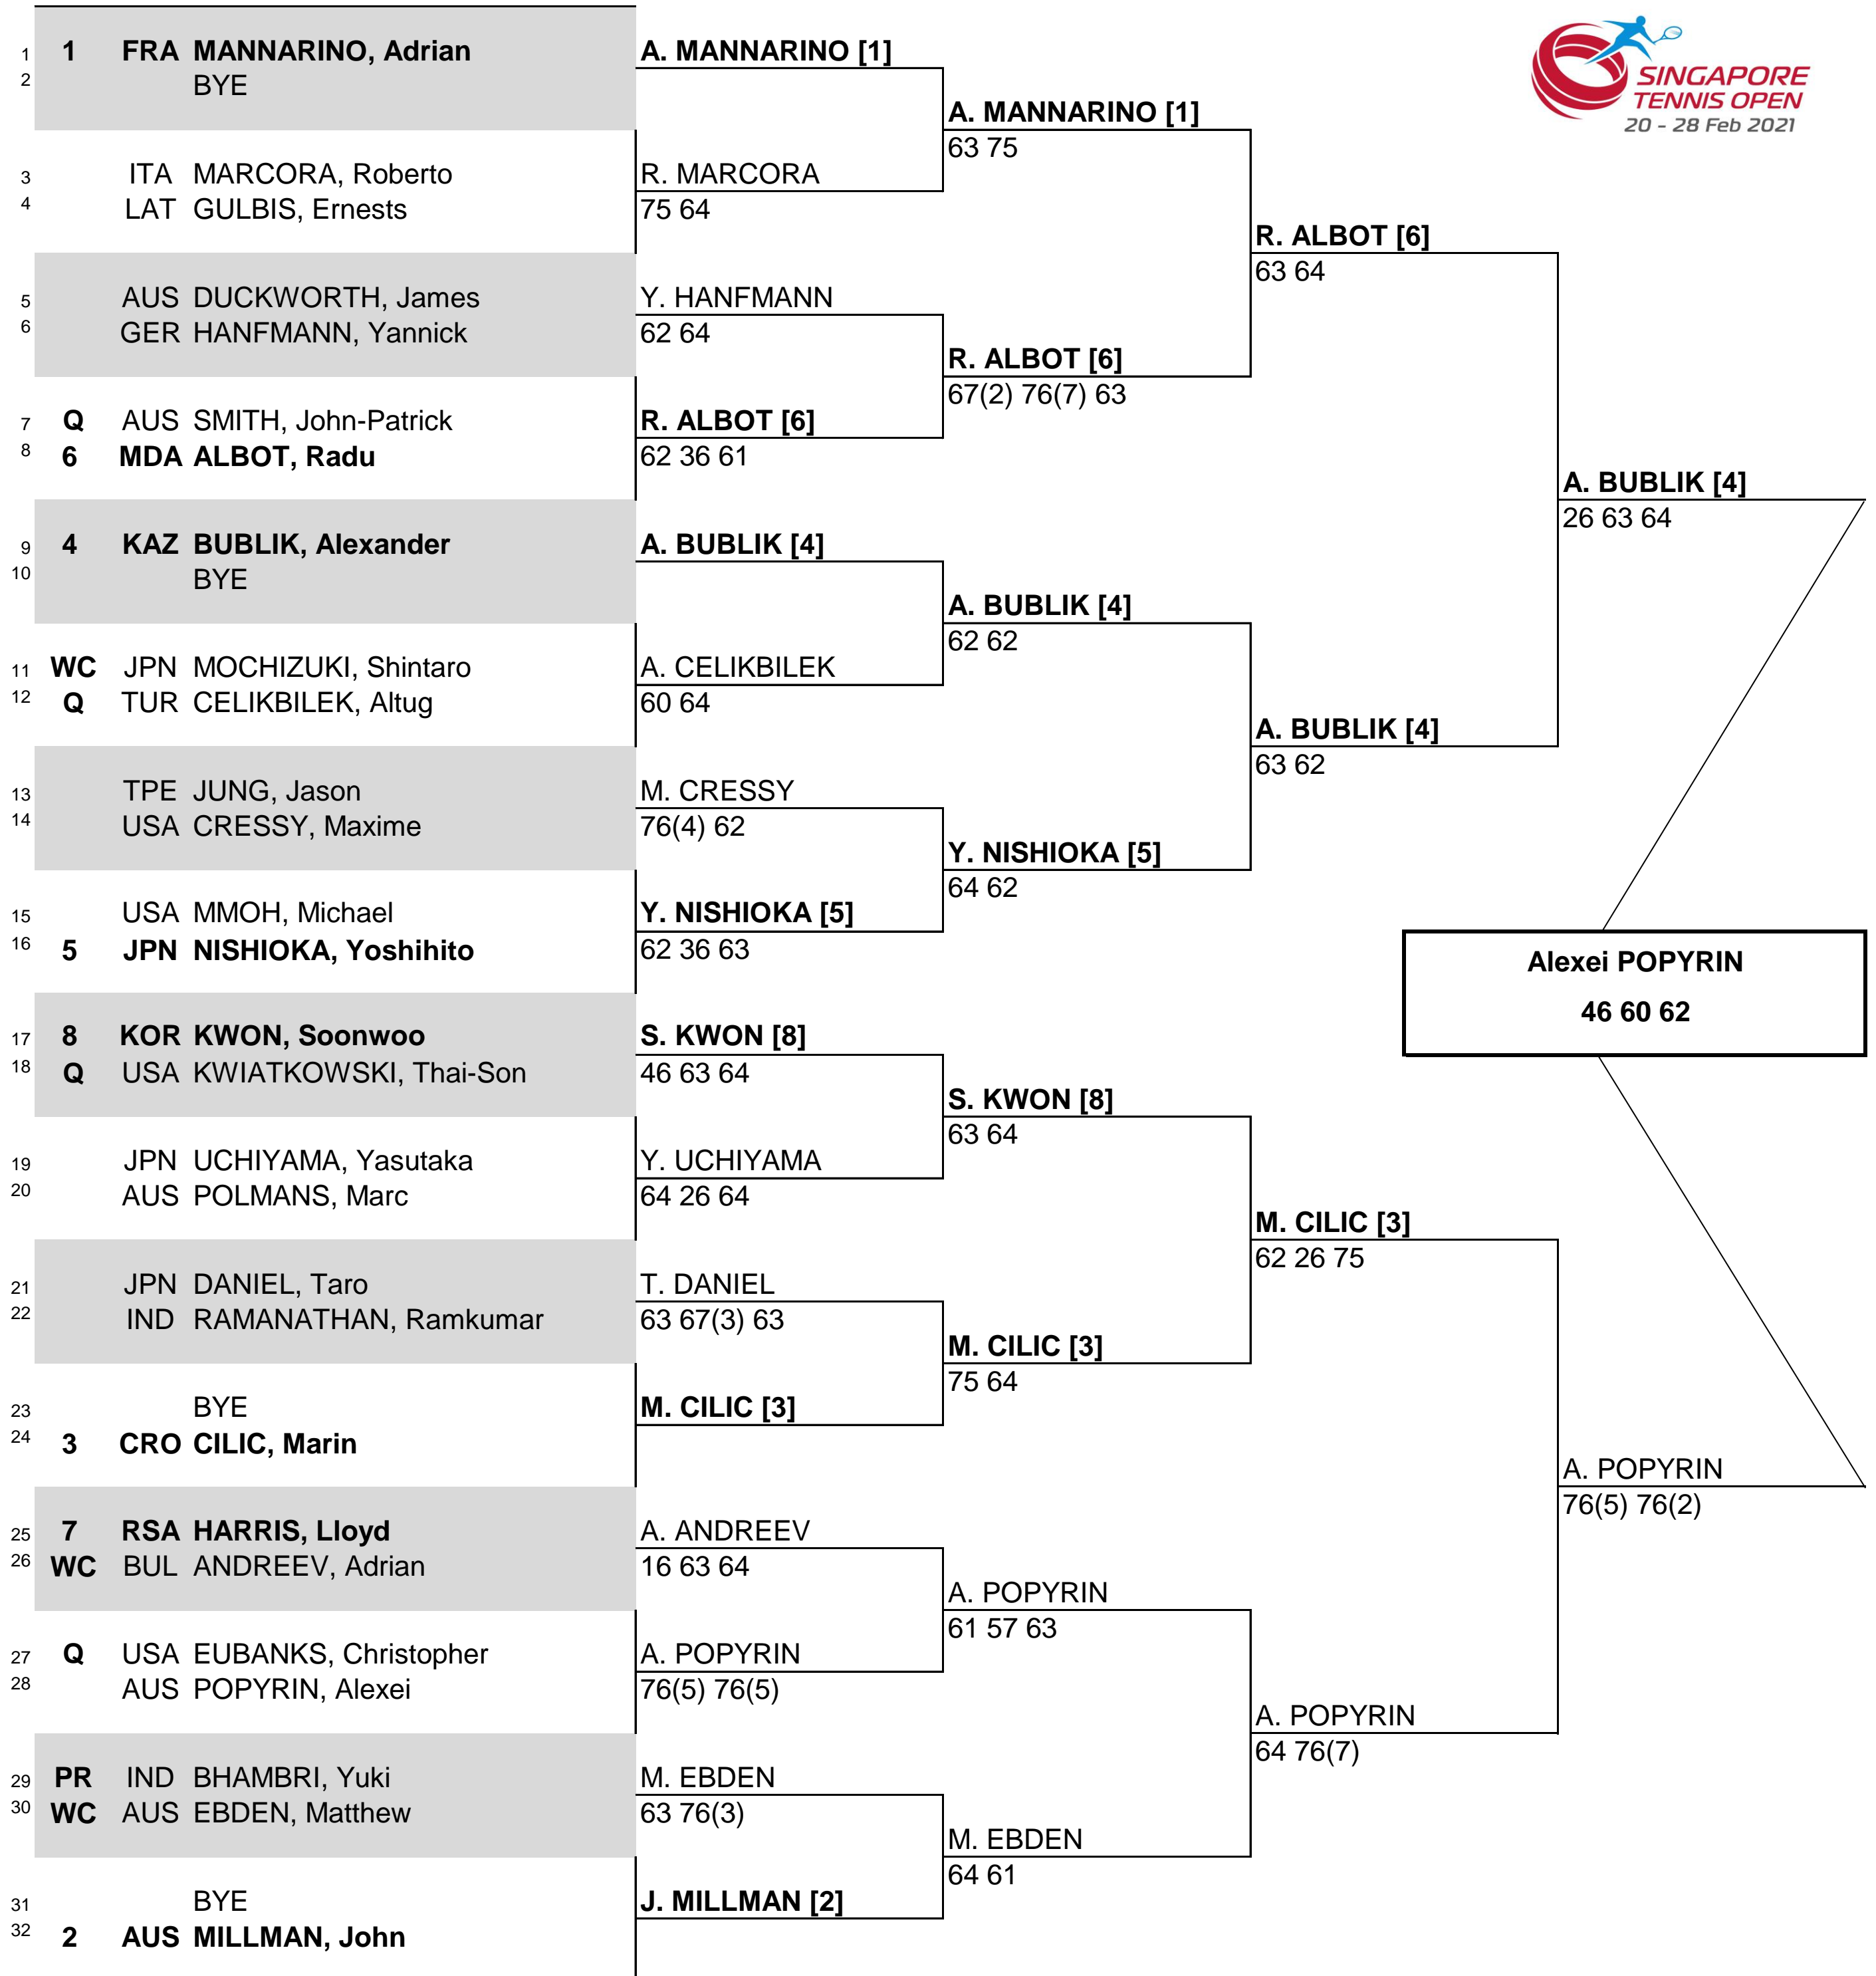 SINGAPORE
TENNIS OPEN
20 - 28 Feb 2021
1 1 FRA MANNARINO, Adrian
2 BYE
3 ITA MARCORA, Roberto
4 LAT GULBIS, Ernests
5 AUS DUCKWORTH, James
6 GER HANFMANN, Yannick
7 Q AUS SMITH, John-Patrick
8 6 MDA ALBOT, Radu
9 4 KAZ BUBLIK, Alexander
10 BYE
11 WC JPN MOCHIZUKI, Shintaro
12 Q TUR CELIKBILEK, Altug
13 TPE JUNG, Jason
14 USA CRESSY, Maxime
15 USA MMOH, Michael
16 5 JPN NISHIOKA, Yoshihito
17 8 KOR KWON, Soonwoo
18 Q USA KWIATKOWSKI, Thai-Son
19 JPN UCHIYAMA, Yasutaka
20 AUS POLMANS, Marc
21 JPN DANIEL, Taro
22 IND RAMANATHAN, Ramkumar
23 BYE
24 3 CRO CILIC, Marin
25 7 RSA HARRIS, Lloyd
26 WC BUL ANDREEV, Adrian
27 Q USA EUBANKS, Christopher
28 AUS POPYRIN, Alexei
29 PR IND BHAMBRI, Yuki
30 WC AUS EBDEN, Matthew
31 BYE
32 2 AUS MILLMAN, John
A. MANNARINO [1]
R. MARCORA
75 64
Y. HANFMANN
62 64
R. ALBOT [6]
62 36 61
A. BUBLIK [4]
A. CELIKBILEK
60 64
M. CRESSY
76(4) 62
Y. NISHIOKA [5]
62 36 63
S. KWON [8]
46 63 64
Y. UCHIYAMA
64 26 64
T. DANIEL
63 67(3) 63
M. CILIC [3]
A. ANDREEV
16 63 64
A. POPYRIN
76(5) 76(5)
M. EBDEN
63 76(3)
J. MILLMAN [2]
A. MANNARINO [1]
63 75
R. ALBOT [6]
67(2) 76(7) 63
A. BUBLIK [4]
62 62
Y. NISHIOKA [5]
64 62
S. KWON [8]
63 64
M. CILIC [3]
75 64
A. POPYRIN
61 57 63
M. EBDEN
64 61
R. ALBOT [6]
63 64
A. BUBLIK [4]
63 62
M. CILIC [3]
62 26 75
A. POPYRIN
64 76(7)
A. BUBLIK [4]
26 63 64
A. POPYRIN
76(5) 76(2)
Alexei POPYRIN
46 60 62